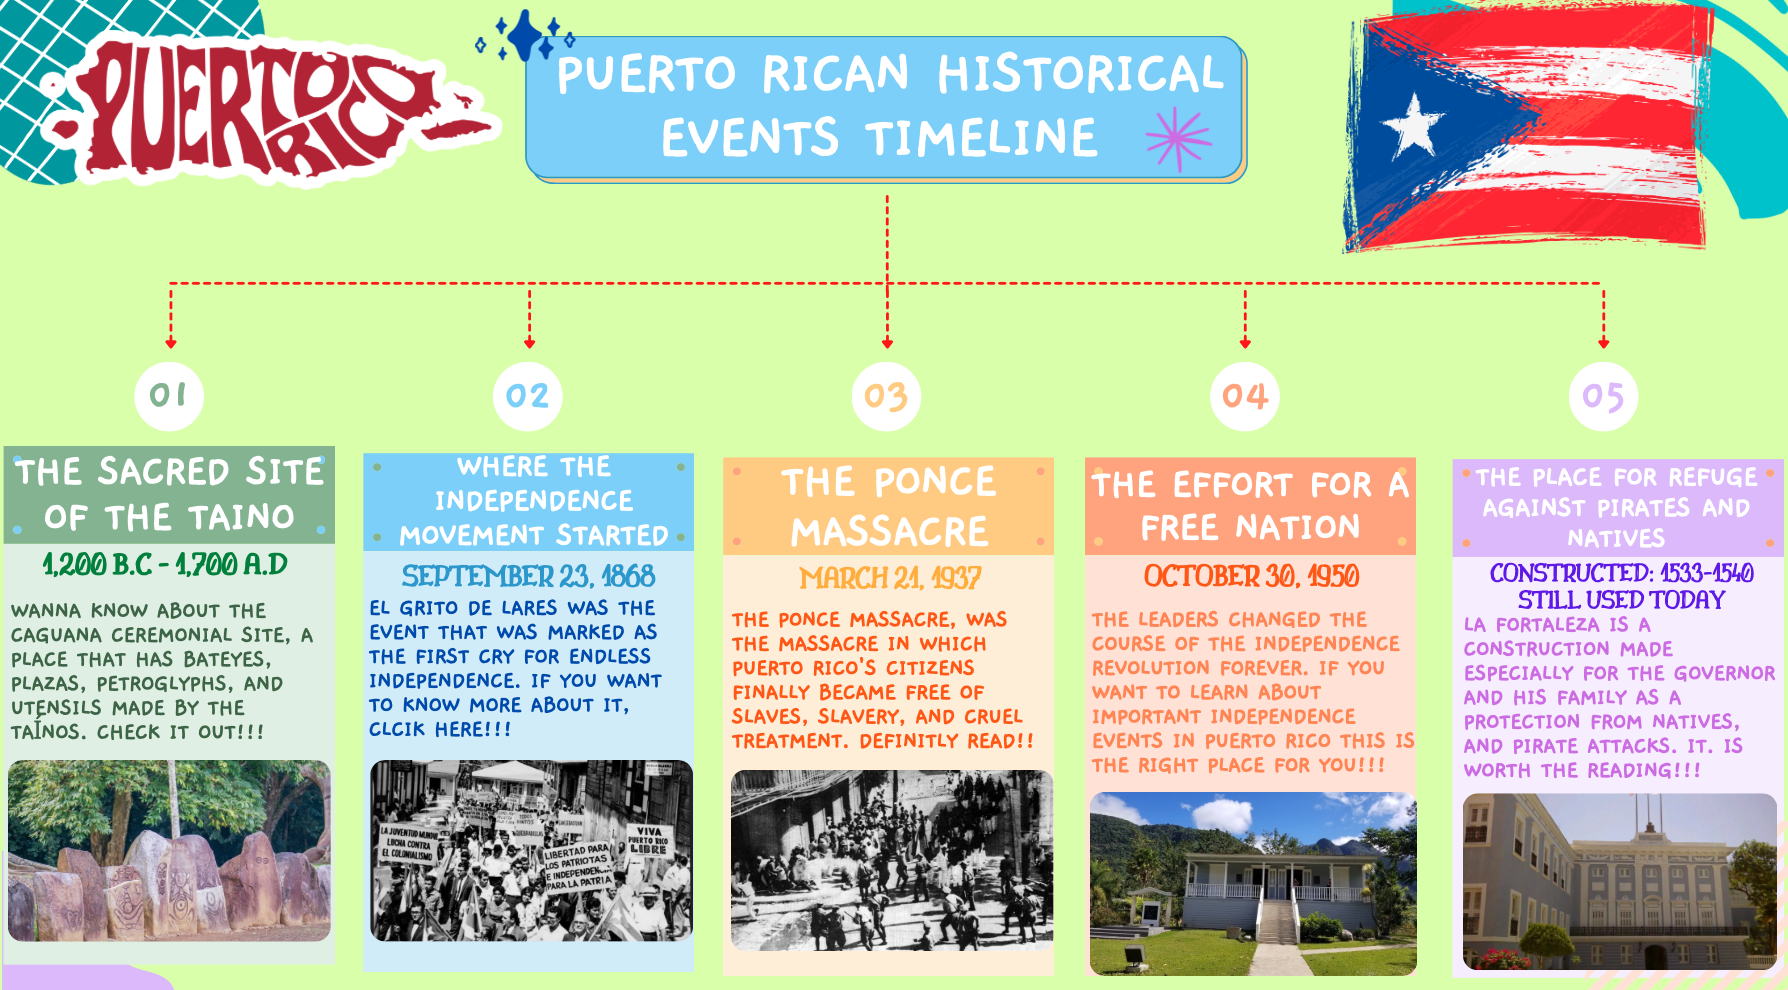 PUERTO
RICO
PUERTO RICAN HISTORICAL
EVENTS TIMELINE
01
THE SACRED SITE
OF THE TAINO
1,200 B.C - 1,700 A.D
WANNA KNOW ABOUT THE
CAGUANA CEREMONIAL SITE, A
PLACE THAT HAS BATEYES,
PLAZAS, PETROGLYPHS, AND
UTENSILS MADE BY THE
TAÍNOS. CHECK IT OUT!!!
02
WHERE THE
INDEPENDENCE
MOVEMENT STARTED
SEPTEMBER 23, 1868
EL GRITO DE LARES WAS THE
EVENT THAT WAS MARKED AS
THE FIRST CRY FOR ENDLESS
INDEPENDENCE. IF YOU WANT
TO KNOW MORE ABOUT IT,
CLCIK HERE!!!
LA JUVENTUD MUNDIAL
LUCHA CONTRA
EL COLONIALISMO
LIBERTAD PARA
LOS PATRIOTAS
E INDEPENDENCIA
PARA LA PATRIA
VIVA
PUERTO RICO
LIBRE
03
THE PONCE
MASSACRE
MARCH 21, 1937
THE PONCE MASSACRE, WAS
THE MASSACRE IN WHICH
PUERTO RICO'S CITIZENS
FINALLY BECAME FREE OF
SLAVES, SLAVERY, AND CRUEL
TREATMENT. DEFINITLY READ!!
04
THE EFFORT FOR A
FREE NATION
OCTOBER 30, 1950
THE LEADERS CHANGED THE
COURSE OF THE INDEPENDENCE
REVOLUTION FOREVER. IF YOU
WANT TO LEARN ABOUT
IMPORTANT INDEPENDENCE
EVENTS IN PUERTO RICO THIS IS
THE RIGHT PLACE FOR YOU!!!
05
THE PLACE FOR REFUGE
AGAINST PIRATES AND
NATIVES
CONSTRUCTED: 1533-1540
STILL USED TODAY
LA FORTALEZA IS A
CONSTRUCTION MADE
ESPECIALLY FOR THE GOVERNOR
AND HIS FAMILY AS A
PROTECTION FROM NATIVES,
AND PIRATE ATTACKS. IT. IS
WORTH THE READING!!!